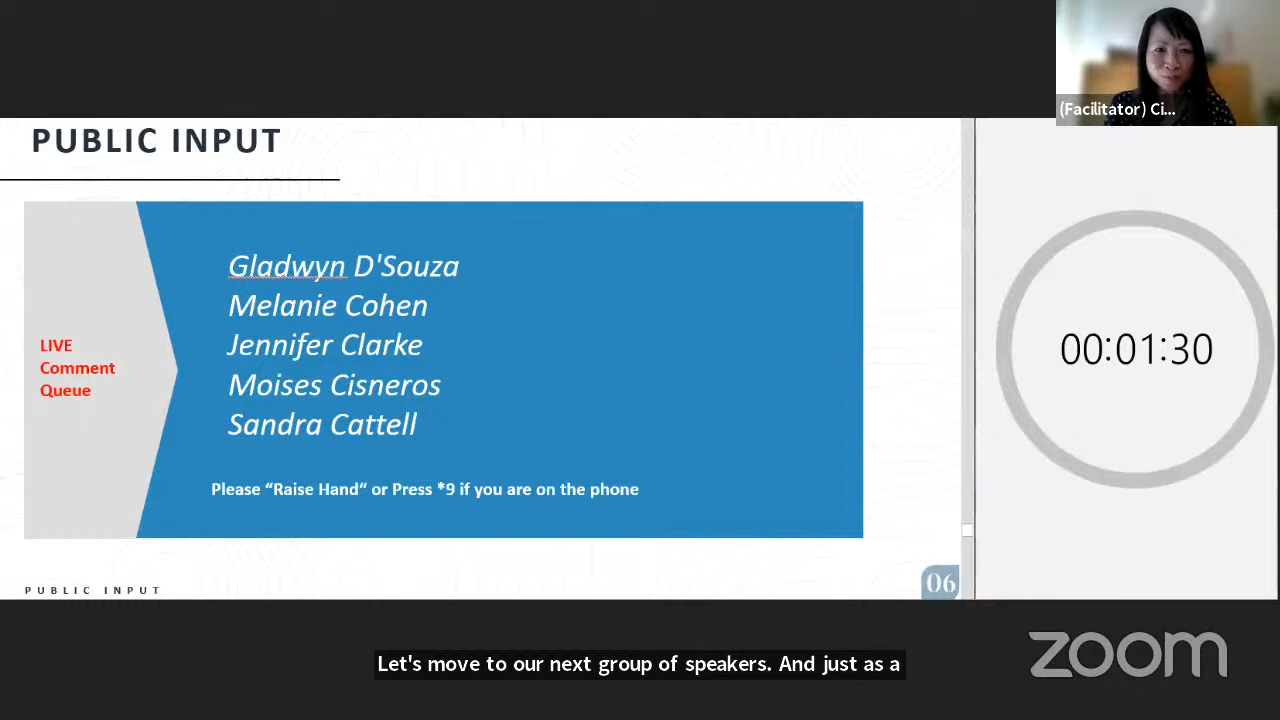 (Facilitator) Ci...
PUBLIC INPUT
Gladwyn D'Souza
Melanie Cohen
Jennifer Clarke
Moises Cisneros
Sandra Cattell
LIVE
Comment
Queue
Please “Raise Hand“ or Press *9 if you are on the phone
00:01:30
PUBLIC INPUT
06
Let's move to our next group of speakers. And just as a
zoom